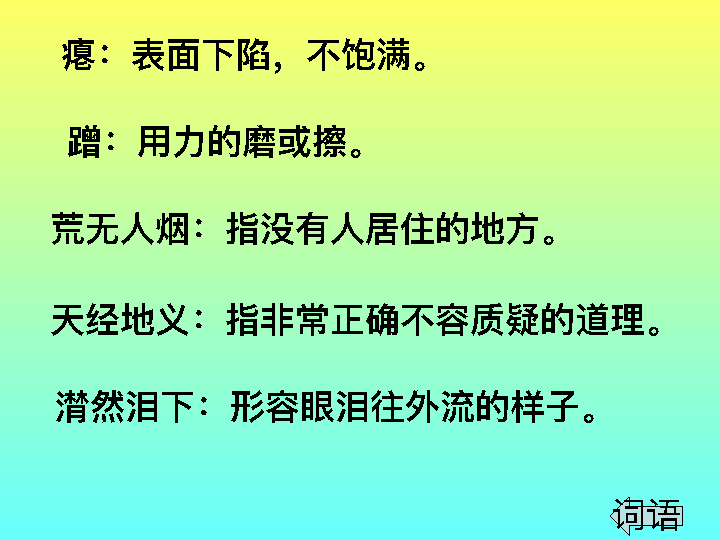 瘪：表面下陷，不饱满。
蹭：用力的磨或擦。
荒无人烟：指没有人居住的地方。
天经地义：指非常正确不容质疑的道理。
潸然泪下：形容眼泪往外流的样子。
词语